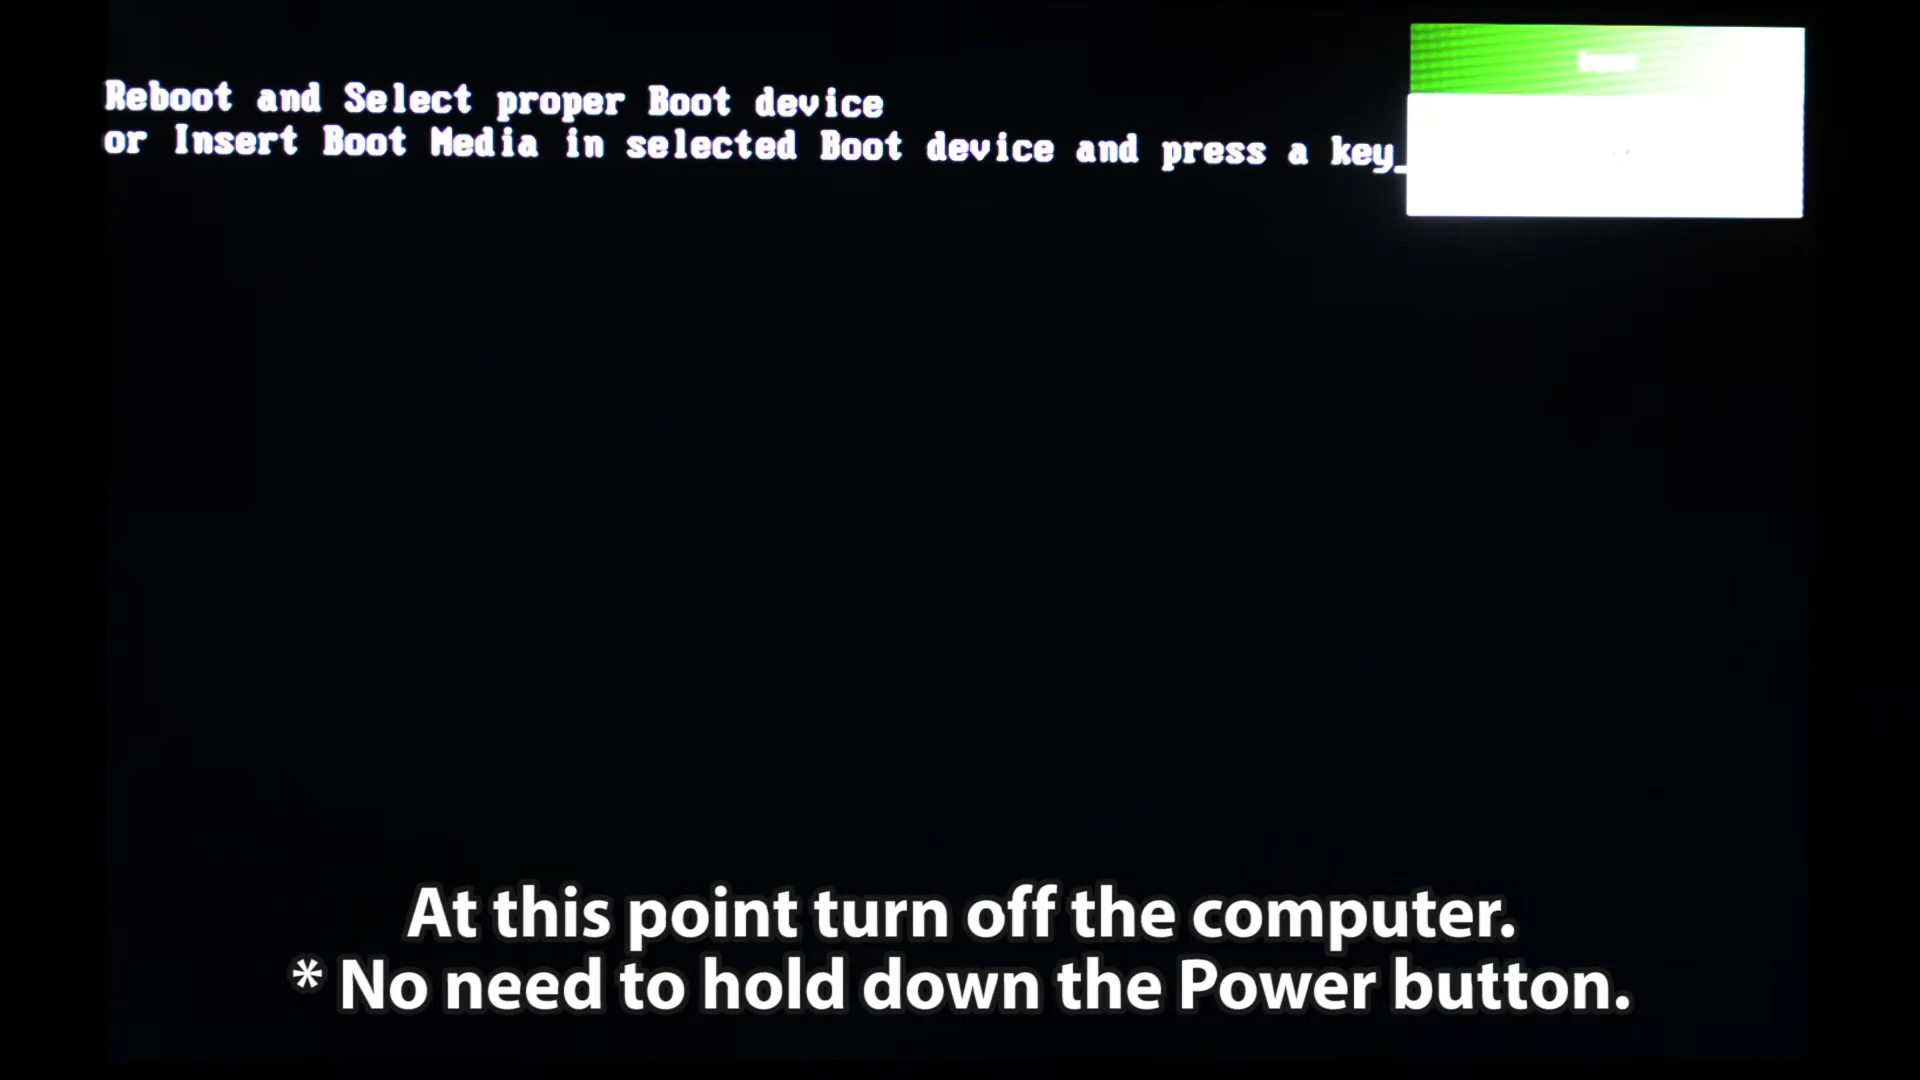 Reboot and Select proper Boot device
or Insert Boot Media in selected Boot device and press a key_
At this point turn off the computer.
* No need to hold down the Power button.